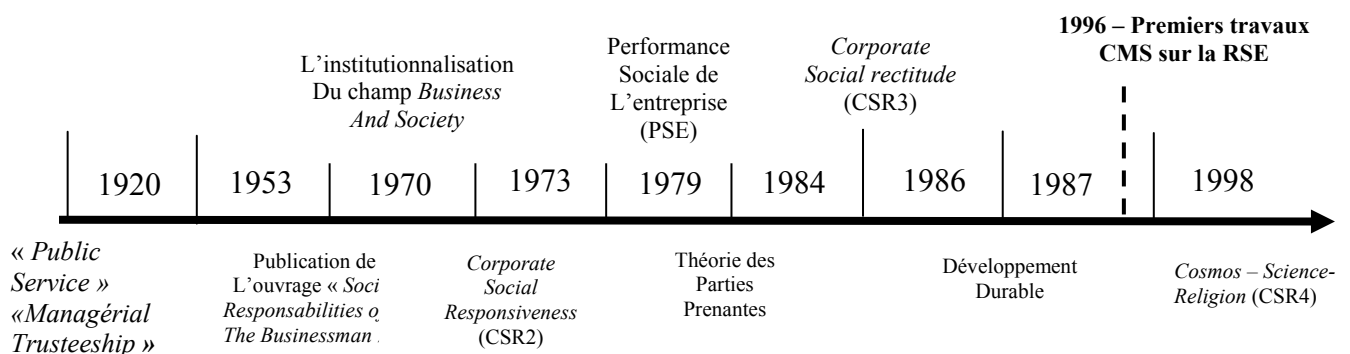 1996 – Premiers travaux
CMS sur la RSE
L'institutionnalisation
Du champ Business
And Society
Performance
Sociale de
L'entreprise
(PSE)
Corporate
Social rectitude
(CSR3)
1920
1953
1970
1973
1979
1984
1986
1987
1998
« Public
Service »
«Managérial
Trusteeship »
Publication de
L'ouvrage « Soci
Responsabilities o
The Businessman
Corporate
Social
Responsiveness
(CSR2)
Théorie des
Parties
Prenantes
Développement
Durable
Cosmos – Science-
Religion (CSR4)